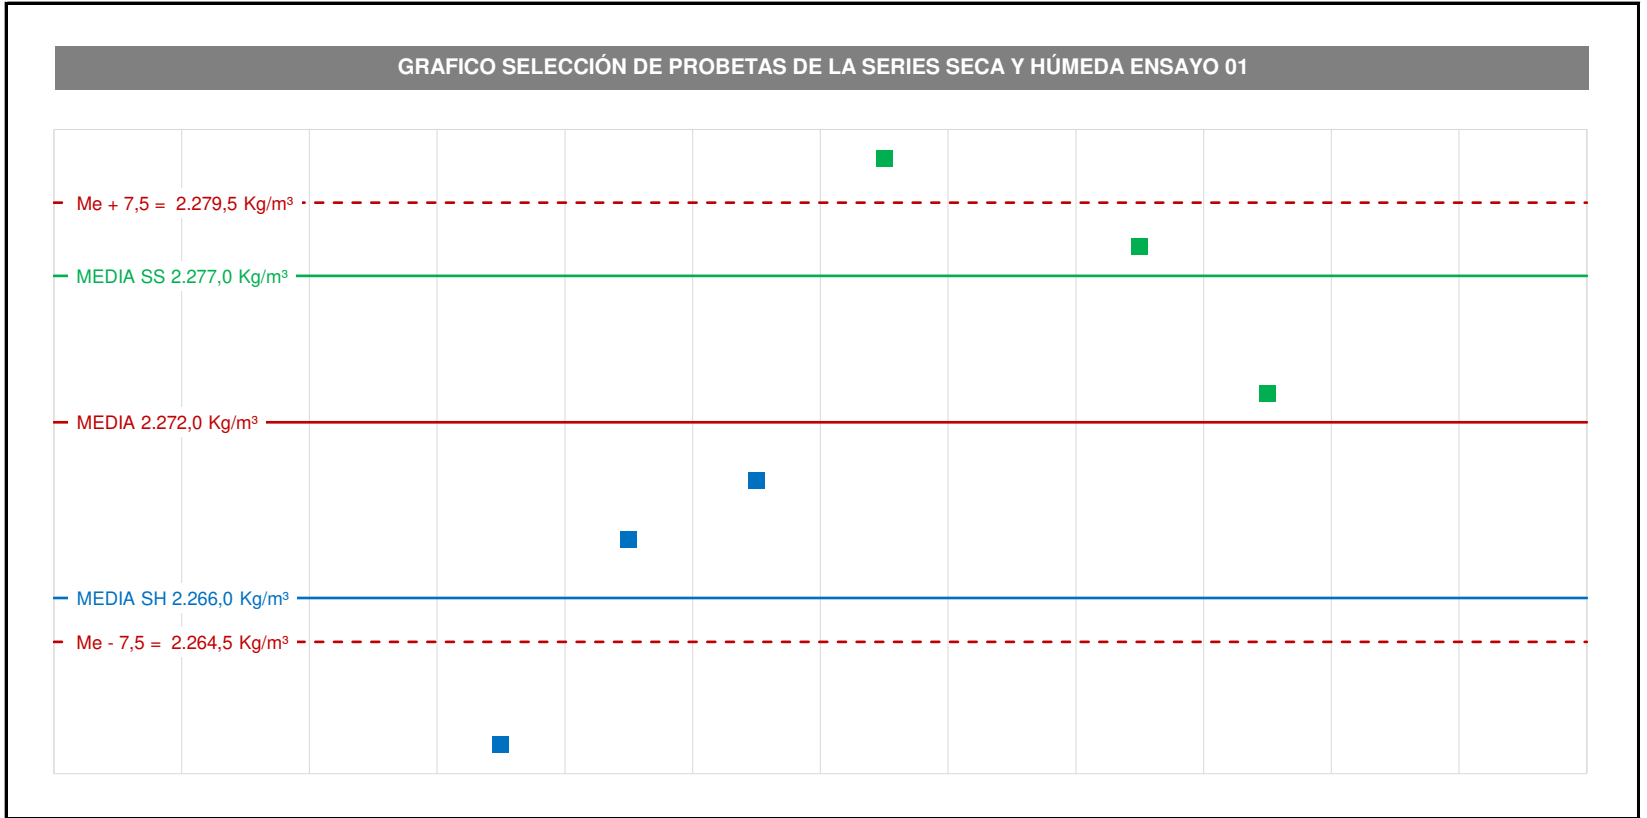 GRAFICO SELECCIÓN DE PROBETAS DE LA SERIES SECA Y HÚMEDA ENSAYO 01
Me + 7,5 = 2.279,5 Kg/m³
MEDIA SS 2.277,0 Kg/m³
MEDIA 2.272,0 Kg/m³
MEDIA SH 2.266,0 Kg/m³
Me - 7,5 = 2.264,5 Kg/m³